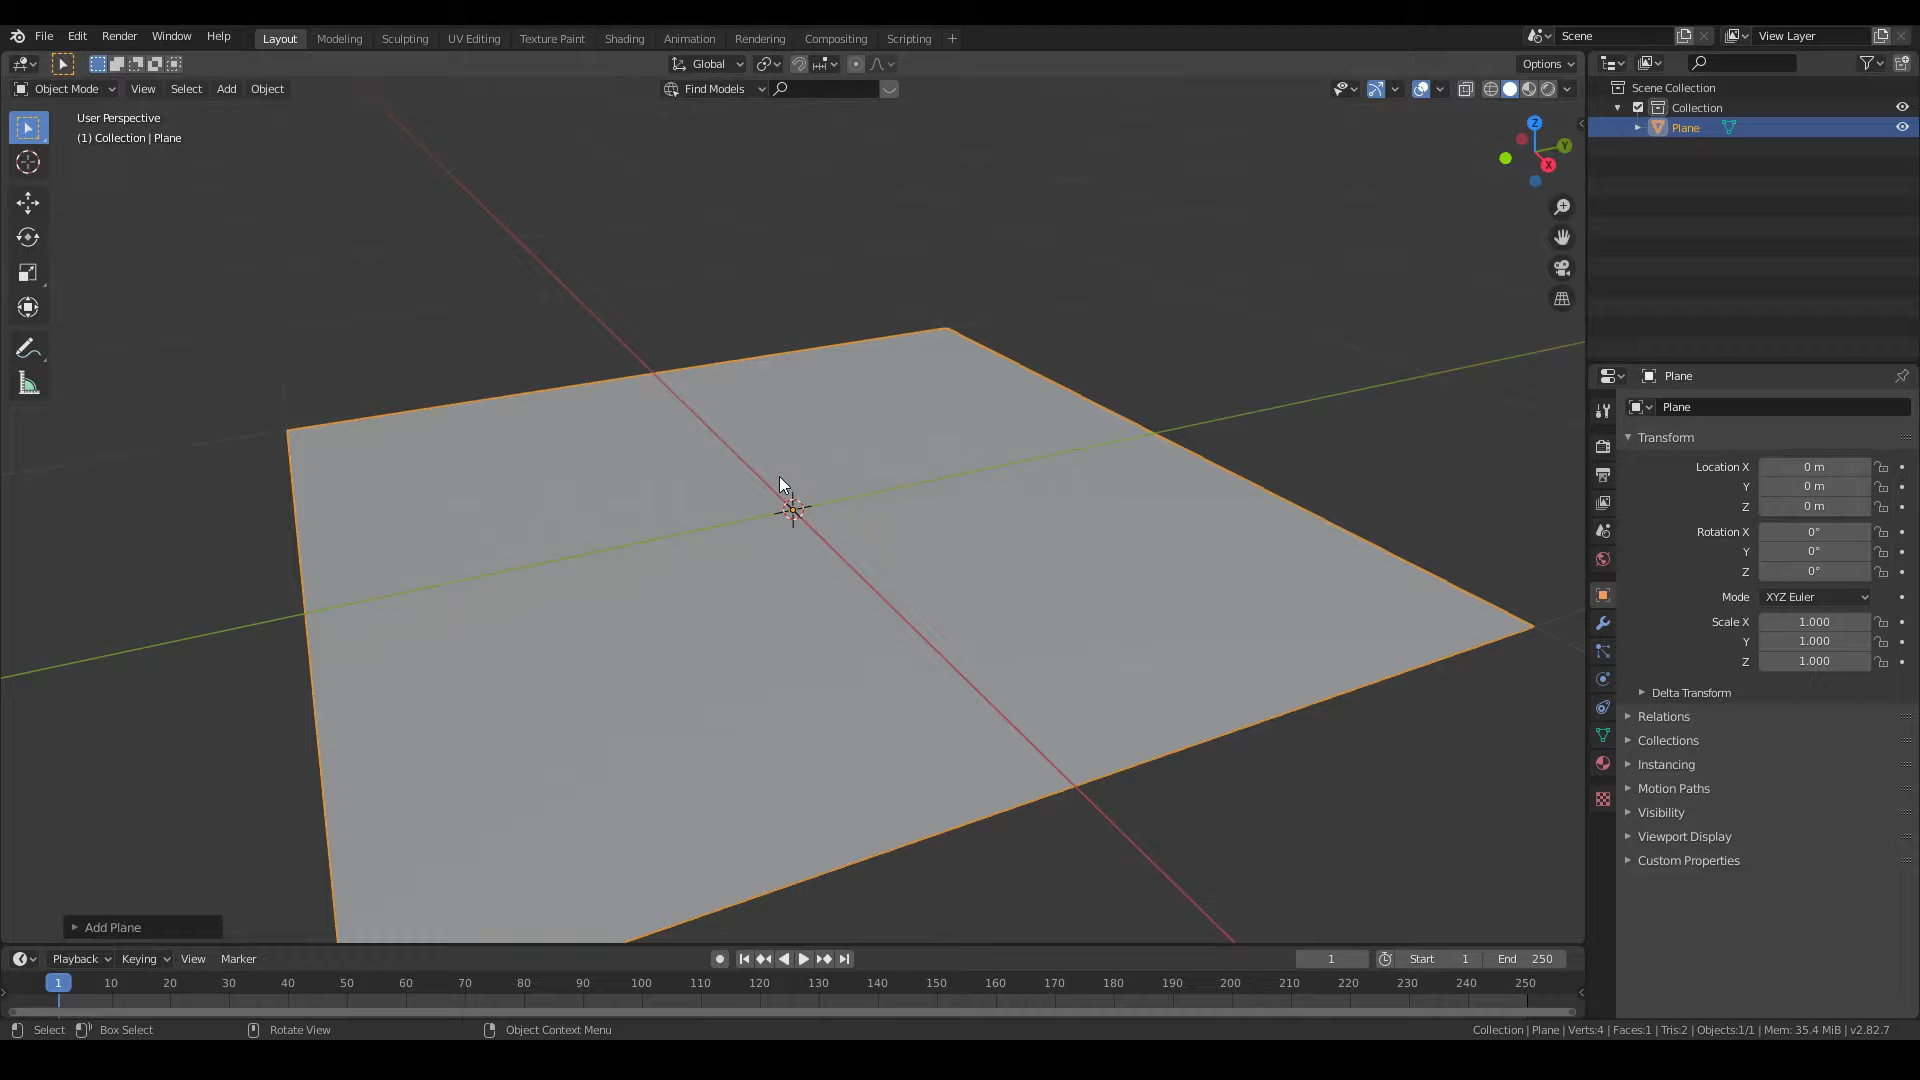 File Edit Render Window Help Layout Modeling Sculpting UV Editing Texture Paint Shading Animation Rendering Compositing Scripting + Scene View Layer
Global Options
Object Mode View Select Add Object Find Models
User Perspective
(1) Collection | Plane
Z
Y
X
Scene Collection
Collection
Plane
Plane
Plane
Transform
Location X 0 m
Y 0 m
Z 0 m
Rotation X 0°
Y 0°
Z 0°
Mode XYZ Euler
Scale X 1.000
Y 1.000
Z 1.000
Delta Transform
Relations
Collections
Instancing
Motion Paths
Visibility
Viewport Display
Custom Properties
Add Plane
Playback Keying View Marker 1 Start 1 End 250
1 10 20 30 40 50 60 70 80 90 100 110 120 130 140 150 160 170 180 190 200 210 220 230 240 250
Select Box Select Rotate View Object Context Menu Collection | Plane | Verts:4 | Faces:1 | Tris:2 | Objects:1/1 | Mem: 35.4 MiB | v2.82.7